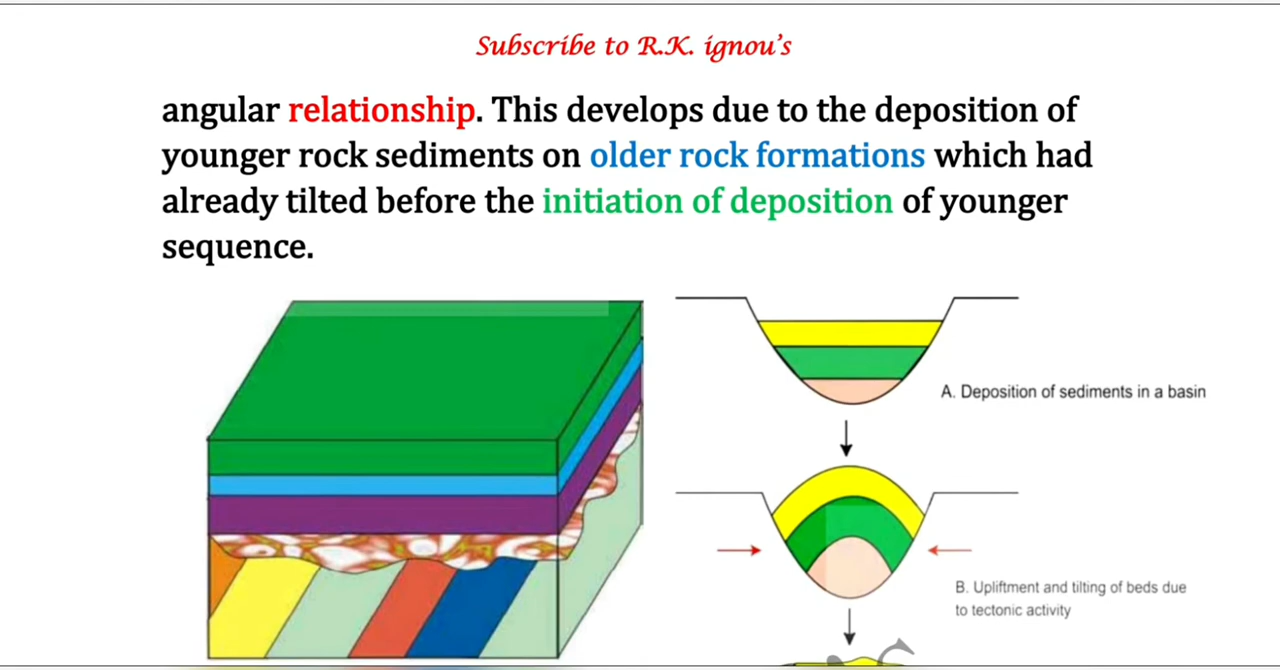 Subscribe to R.K. ignou's
angular relationship. This develops due to the deposition of
younger rock sediments on older rock formations which had
already tilted before the initiation of deposition of younger
sequence.
A. Deposition of sediments in a basin
B. Upliftment and tilting of beds due
to tectonic activity